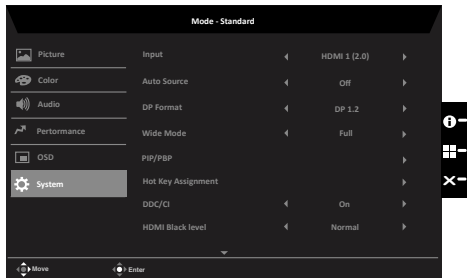 Mode - Standard
Picture
Color
Audio
Pertormance
OSD
System
Input HDMI 1 (2.0)
Auto Source Off
DP Format DP 1.2
Wide Mode Full
PIP/PBP
Hot Key Assignment
DDC/CI On
HDMI Black level Normal
Move Enter